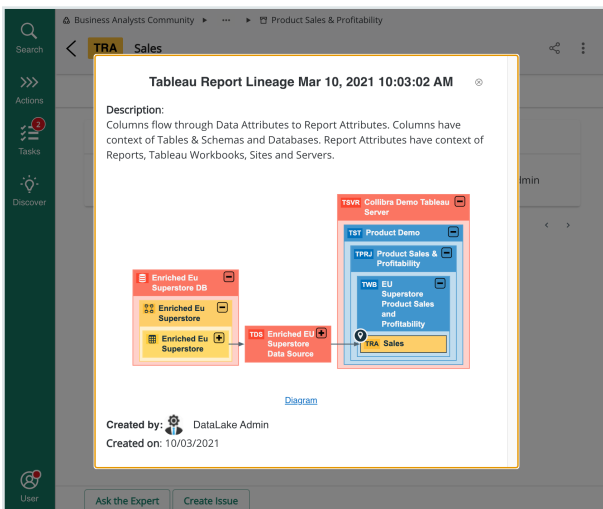 Business Analysts Community ▸ ··· ▸ Product Sales & Profitability
Search
TRA Sales
Tableau Report Lineage Mar 10, 2021 10:03:02 AM
Actions
2
Tasks
Discover
Description:
Columns flow through Data Attributes to Report Attributes. Columns have
context of Tables & Schemas and Databases. Report Attributes have context of
Reports, Tableau Workbooks, Sites and Servers.
TSVR Collibra Demo Tableau
Server
TST Product Demo
TPRJ Product Sales &
Profitability
TWB EU
Superstore
Product Sales
and
Profitability
TRA Sales
Enriched Eu
Superstore DB
Enriched Eu
Superstore
Enriched Eu
Superstore
TDS Enriched EU
Superstore
Data Source
Diagram
Created by: DataLake Admin
Created on: 10/03/2021
User
Ask the Expert
Create Issue